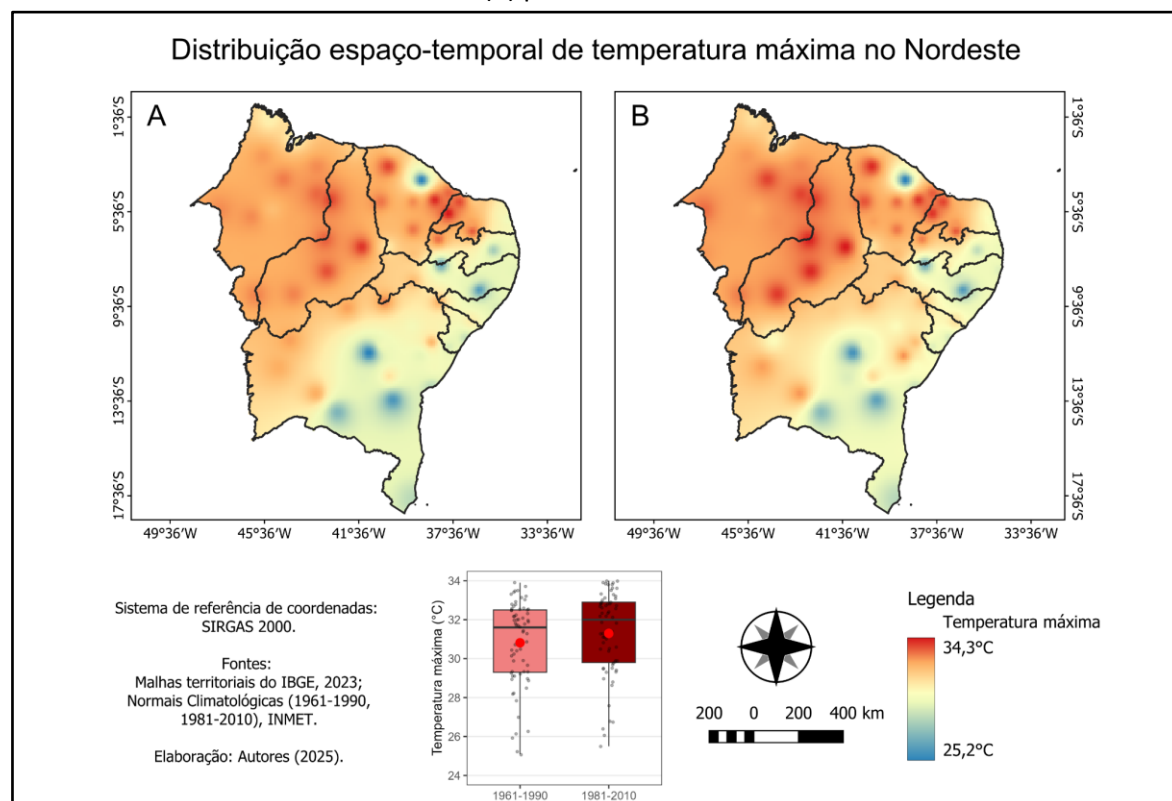 Distribuição espaço-temporal de temperatura máxima no Nordeste
A
B
1°36′S
5°36′S
9°36′S
13°36′S
17°36′S
1°36′S
5°36′S
9°36′S
13°36′S
17°36′S
49°36′W 45°36′W 41°36′W 37°36′W 33°36′W
49°36′W 45°36′W 41°36′W 37°36′W 33°36′W
Sistema de referência de coordenadas:
SIRGAS 2000.
Fontes:
Malhas territoriais do IBGE, 2023;
Normais Climatológicas (1961-1990,
1981-2010), INMET.
Elaboração: Autores (2025).
Temperatura máxima (°C)
34
32
30
28
26
24
1961-1990 1981-2010
200 0 200 400 km
Legenda
Temperatura máxima
34,3°C
25,2°C